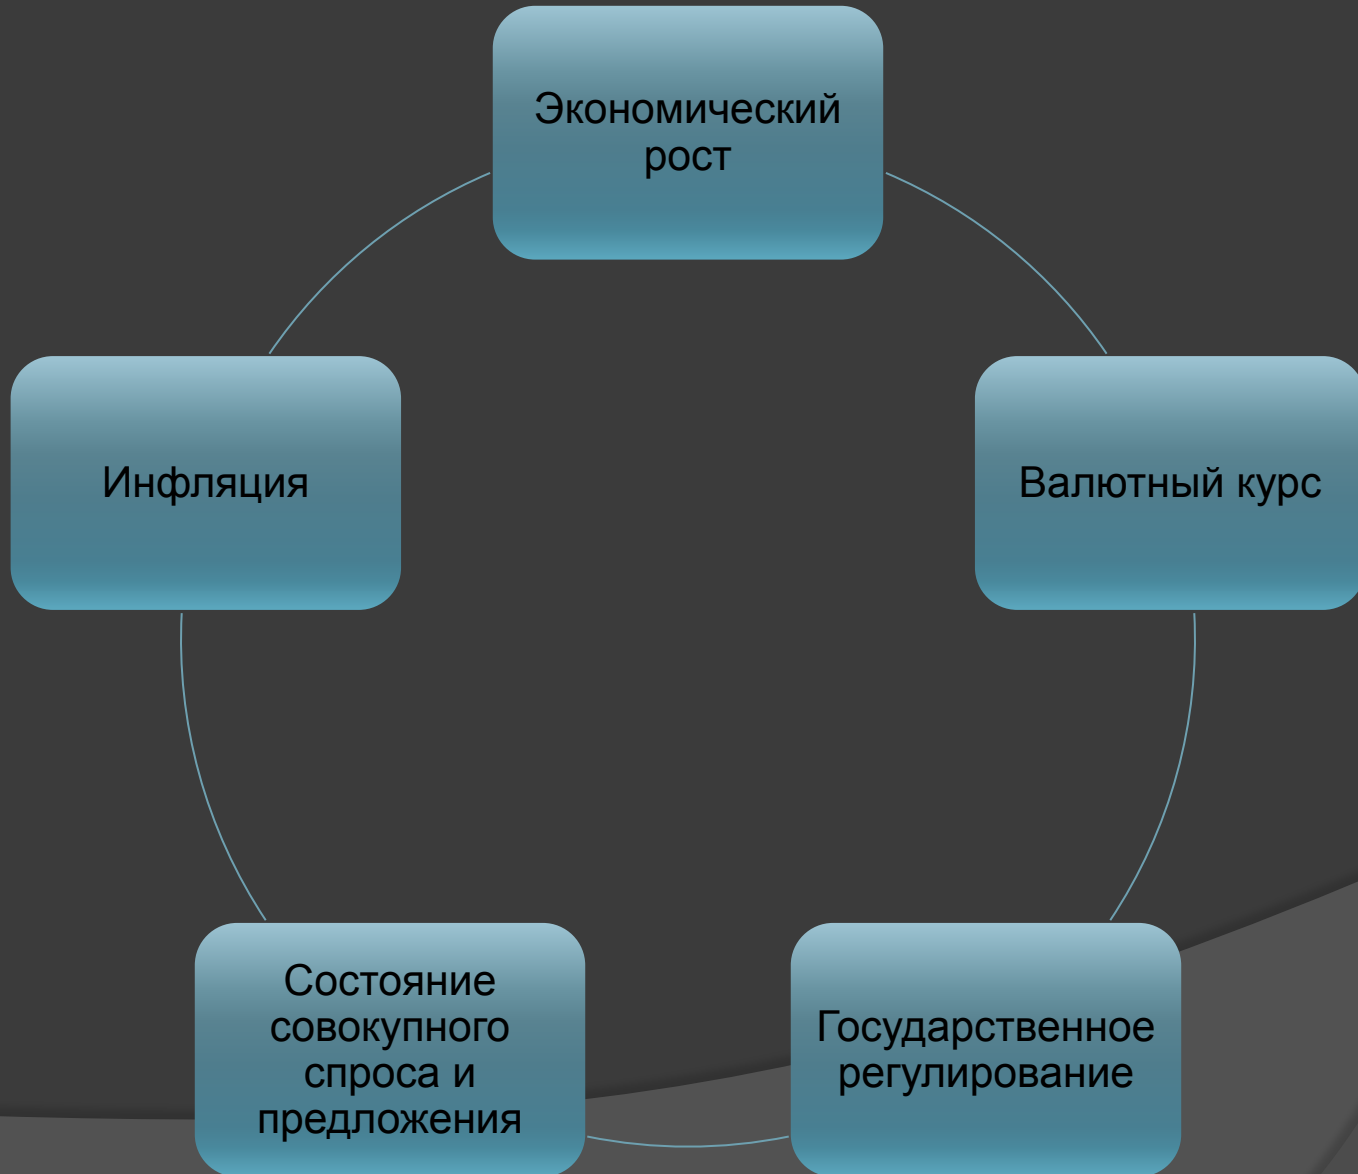 Экономический
рост
Инфляция
Валютный курс
Состояние
совокупного
спроса и
предложения
Государственное
регулирование